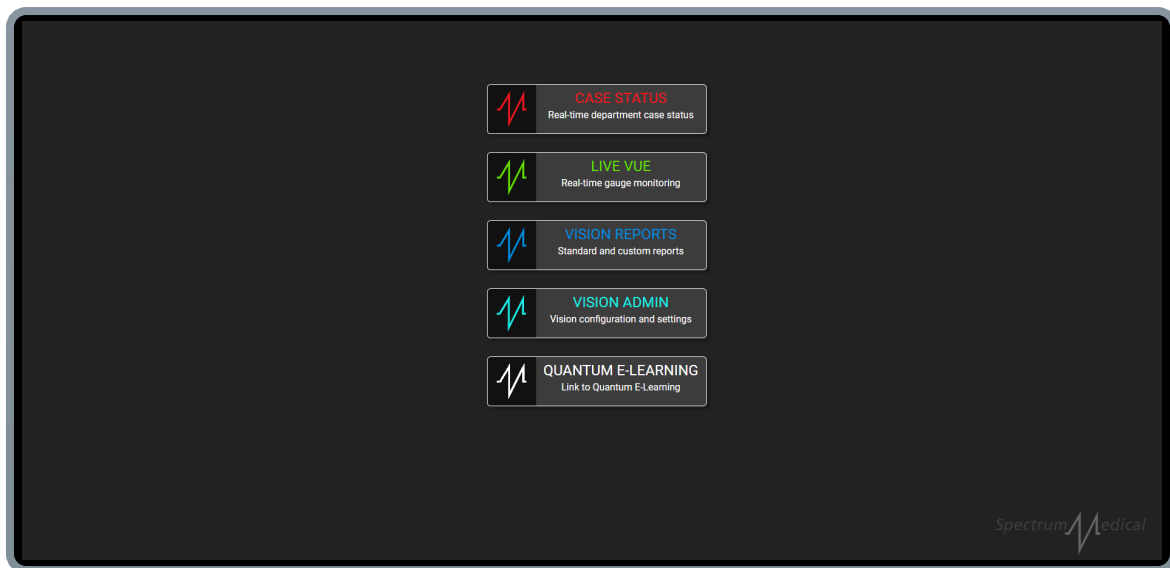 CASE STATUS
Real-time department case status
LIVE VUE
Real-time gauge monitoring
VISION REPORTS
Standard and custom reports
VISION ADMIN
Vision configuration and settings
QUANTUM E-LEARNING
Link to Quantum E-Learning
Spectrum Medical